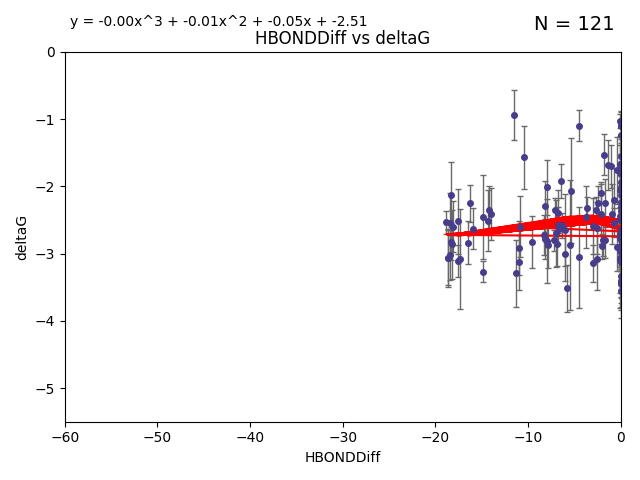 y = -0.00x^3 + -0.01x^2 + -0.05x + -2.51
N = 121
HBONDDiff vs deltaG
0
−1
−2
−3
−4
−5
deltaG
−60 −50 −40 −30 −20 −10 0
HBONDDiff